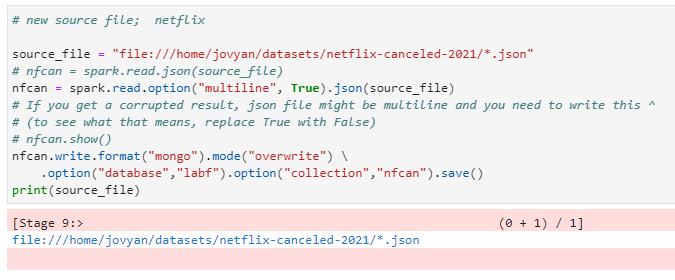 # new source file;  netflix
source_file = "file:///home/jovyan/datasets/netflix-canceled-2021/*.json"
# nfcan = spark.read.json(source_file)
nfcan = spark.read.option("multiline", True).json(source_file)
# If you get a corrupted result, json file might be multiline and you need to write this ^
# (to see what that means, replace True with False)
# nfcan.show()
nfcan.write.format("mongo").mode("overwrite") \
    .option("database","labf").option("collection","nfcan").save()
print(source_file)
[Stage 9:>                                                          (0 + 1) / 1]
file:///home/jovyan/datasets/netflix-canceled-2021/*.json